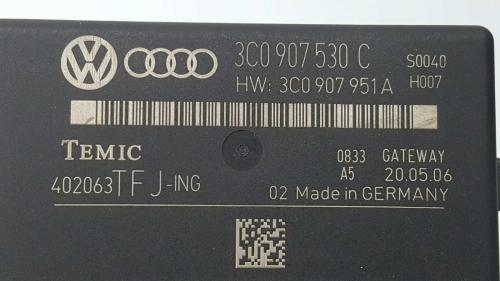 3C0 907 530 C S0040
HW: 3C0 907 951 A H007
TEMIC 0833 GATEWAY
402063TFJ-ING A5 20.05.06
02 Made in GERMANY